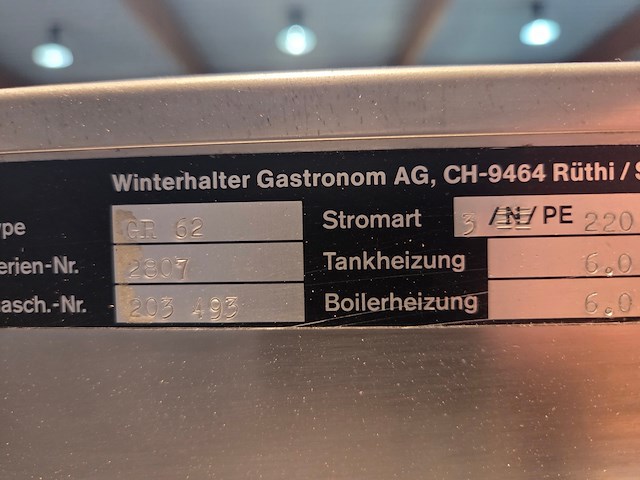 Winterhalter Gastronom AG, CH-9464 Rüthi / S
ype GR 62 Stromart 3 /N/ PE 220
erien-Nr. 2807 Tankheizung 6.0
asch.-Nr. 203 493 Boilerheizung 6.0